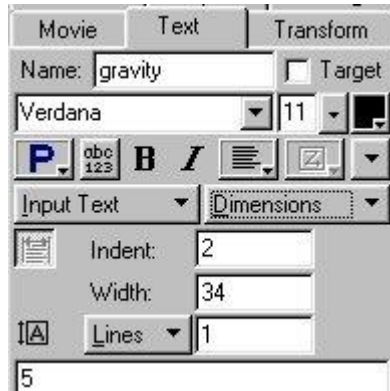 Movie Text Transform
Name: gravity Target
Verdana 11
P abc 123 B I
Input Text Dimensions
Indent: 2
Width: 34
A Lines 1
5